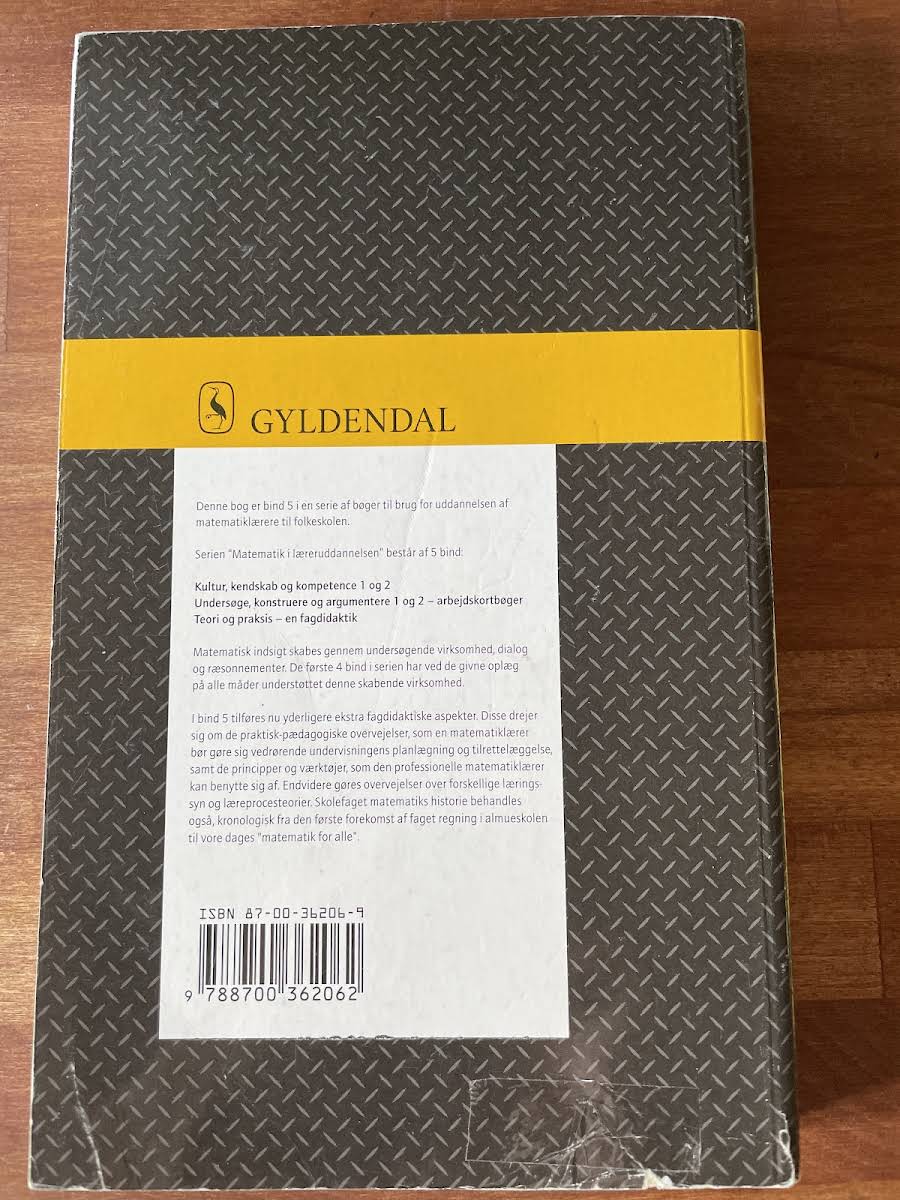 GYLDENDAL
Denne bog er bind 5 i en serie af bøger til brug for uddannelsen af
matematiklærere til folkeskolen.
Serien "Matematik i læreruddannelsen" består af 5 bind:
Kultur, kendskab og kompetence 1 og 2
Undersøge, konstruere og argumentere 1 og 2 – arbejdskortbøger
Teori og praksis – en fagdidaktik
Matematisk indsigt skabes gennem undersøgende virksomhed, dialog
og ræsonnementer. De første 4 bind i serien har ved de givne oplæg
på alle måder understøttet denne skabende virksomhed.
I bind 5 tilføres nu yderligere ekstra fagdidaktiske aspekter. Disse drejer
sig om de praktisk-pædagogiske overvejelser, som en matematiklærer
bør gøre sig vedrørende undervisningens planlægning og tilrettelæggelse,
samt de principper og værktøjer, som den professionelle matematiklærer
kan benytte sig af. Endvidere gøres overvejelser over forskellige lærings-
syn og læreprocesteorier. Skolefaget matematiks historie behandles
også, kronologisk fra den første forekomst af faget regning i almueskolen
til vore dages "matematik for alle".
ISBN 87-00-36206-9
9 788700 362062